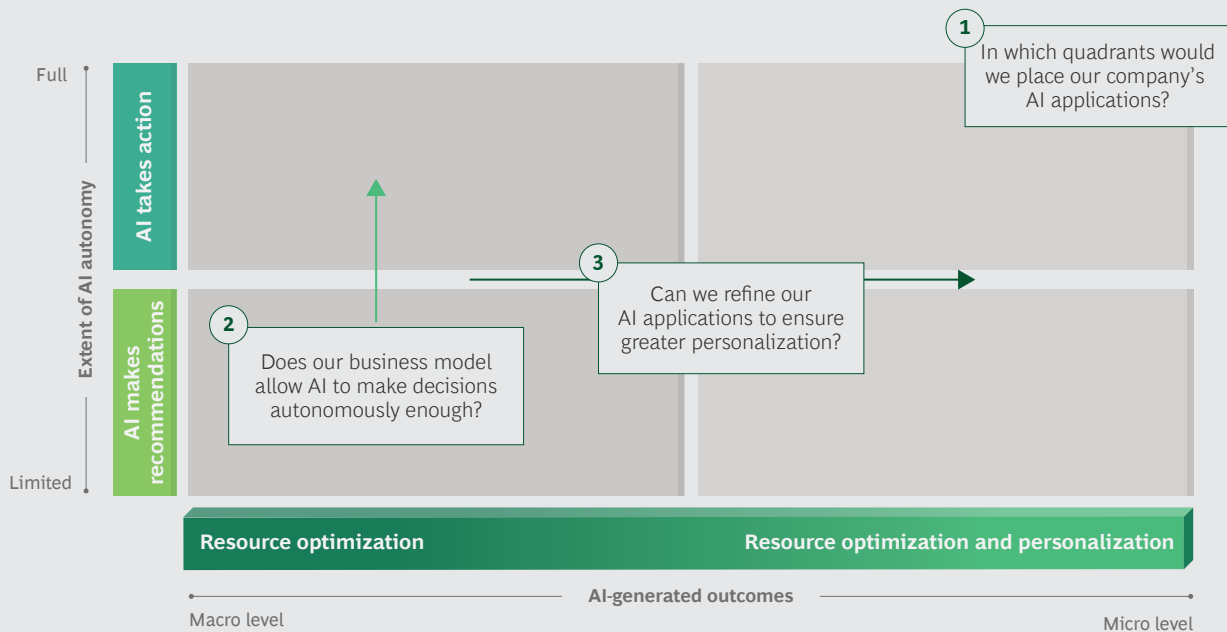 1
In which quadrants would
we place our company’s
AI applications?
Full
AI takes action
Extent of AI autonomy
3
Can we refine our
AI applications to ensure
greater personalization?
2
Does our business model
allow AI to make decisions
autonomously enough?
AI makes
recommendations
Limited
Resource optimization
Resource optimization and personalization
AI-generated outcomes
Macro level
Micro level